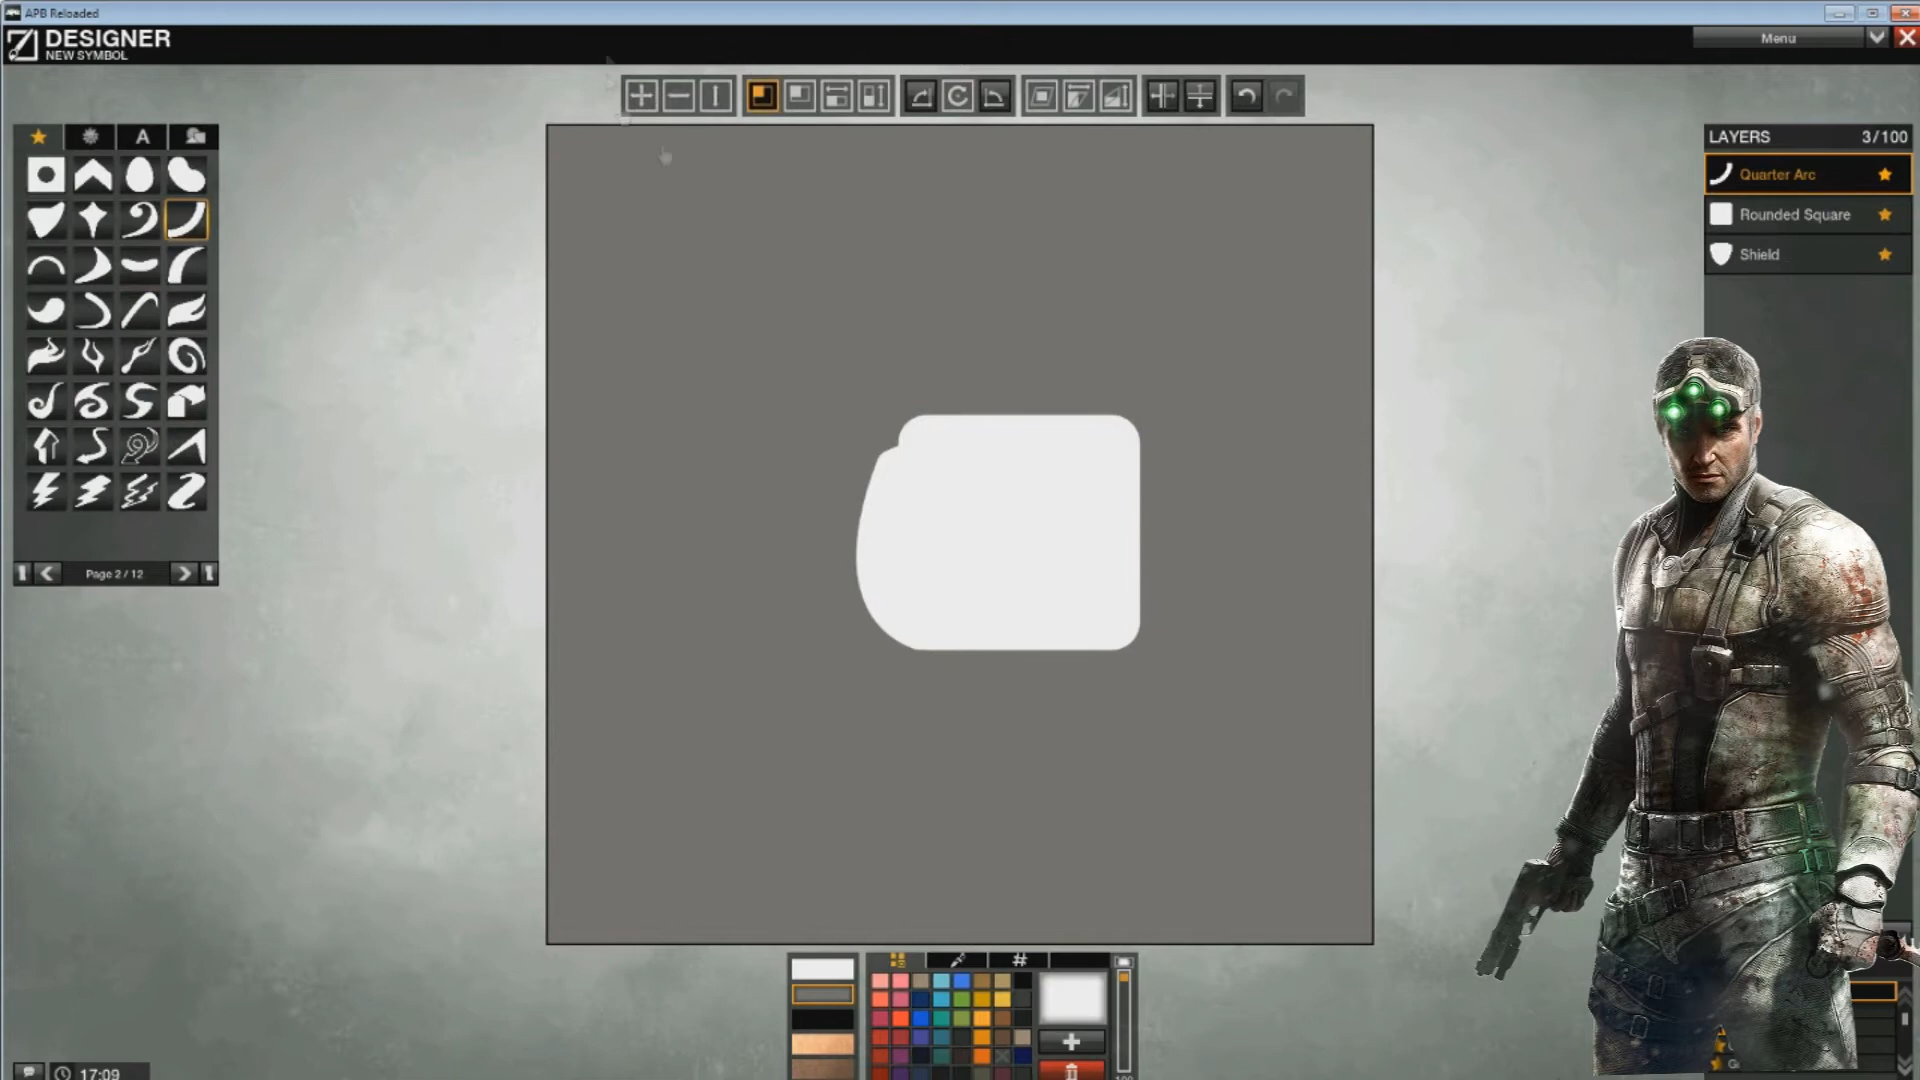 APB Reloaded
DESIGNER
NEW SYMBOL
Menu
A
LAYERS 3/100
Quarter Arc
Rounded Square
Shield
Page 2 / 12
#
17:09